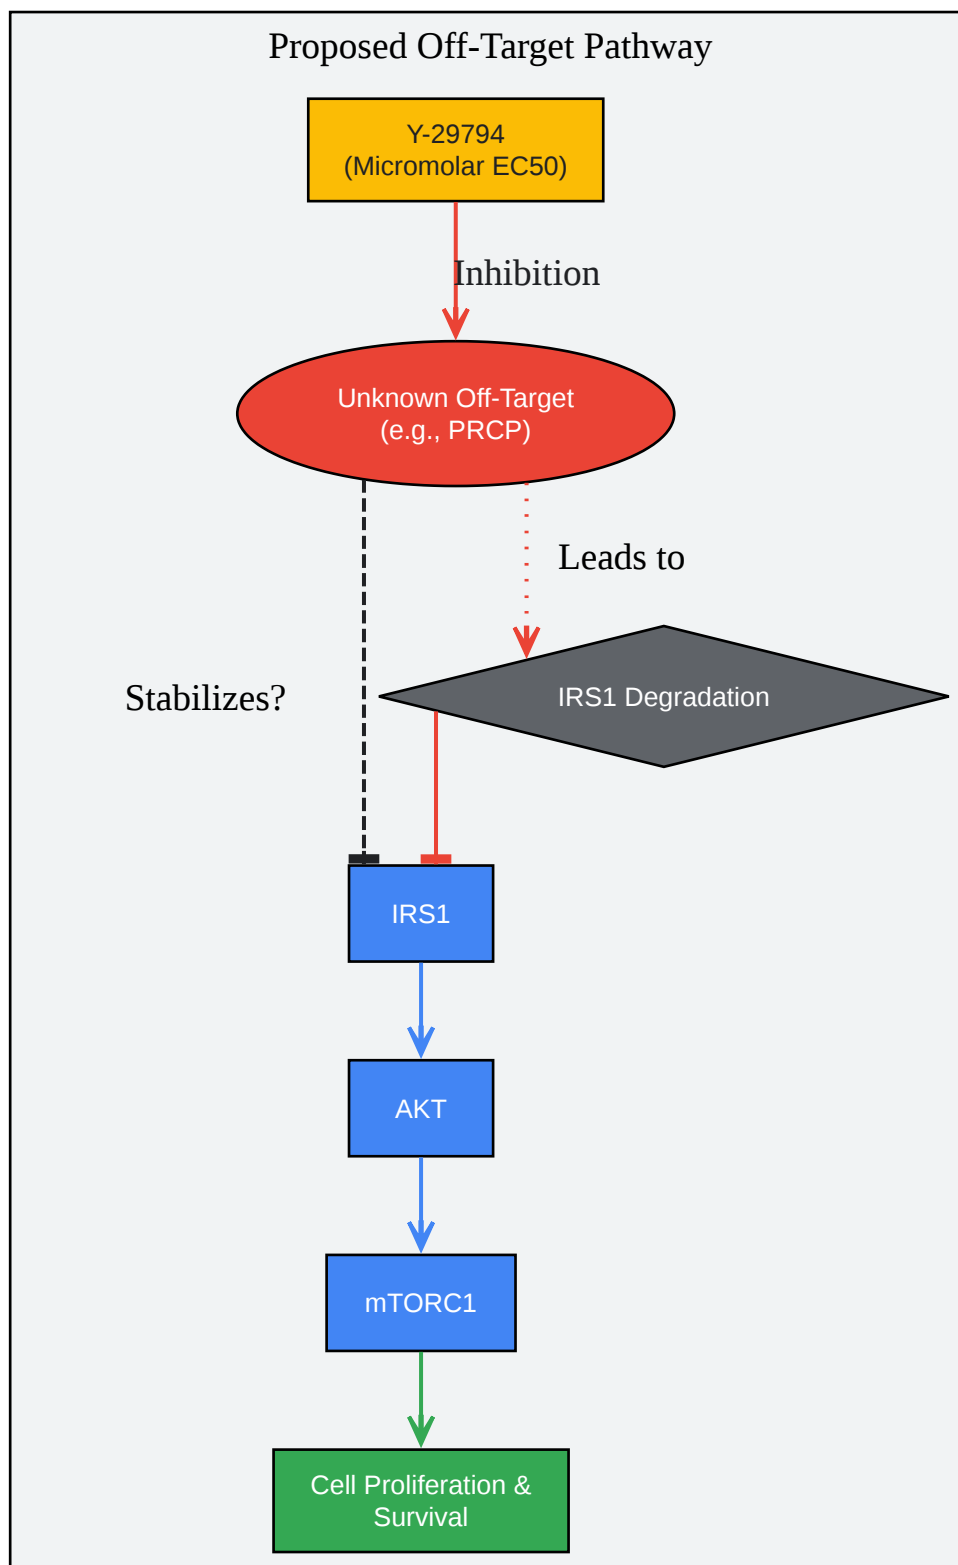 Proposed Off-Target Pathway
Y-29794
(Micromolar EC50)
Inhibition
Unknown Off-Target
(e.g., PRCP)
Leads to
Stabilizes?
IRS1 Degradation
IRS1
AKT
mTORC1
Cell Proliferation &
Survival